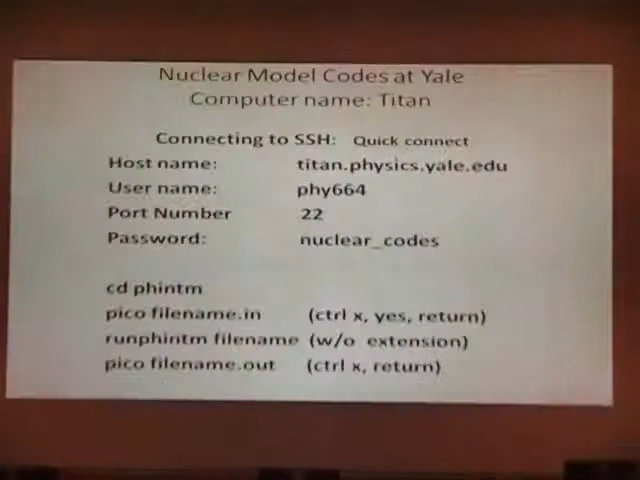 Nuclear Model Codes at Yale
Computer name: Titan
Connecting to SSH: Quick connect
Host name: titan.physics.yale.edu
User name: phy664
Port Number 22
Password: nuclear_codes
cd phintm
pico filename.in (ctrl x, yes, return)
runphintm filename (w/o extension)
pico filename.out (ctrl x, return)